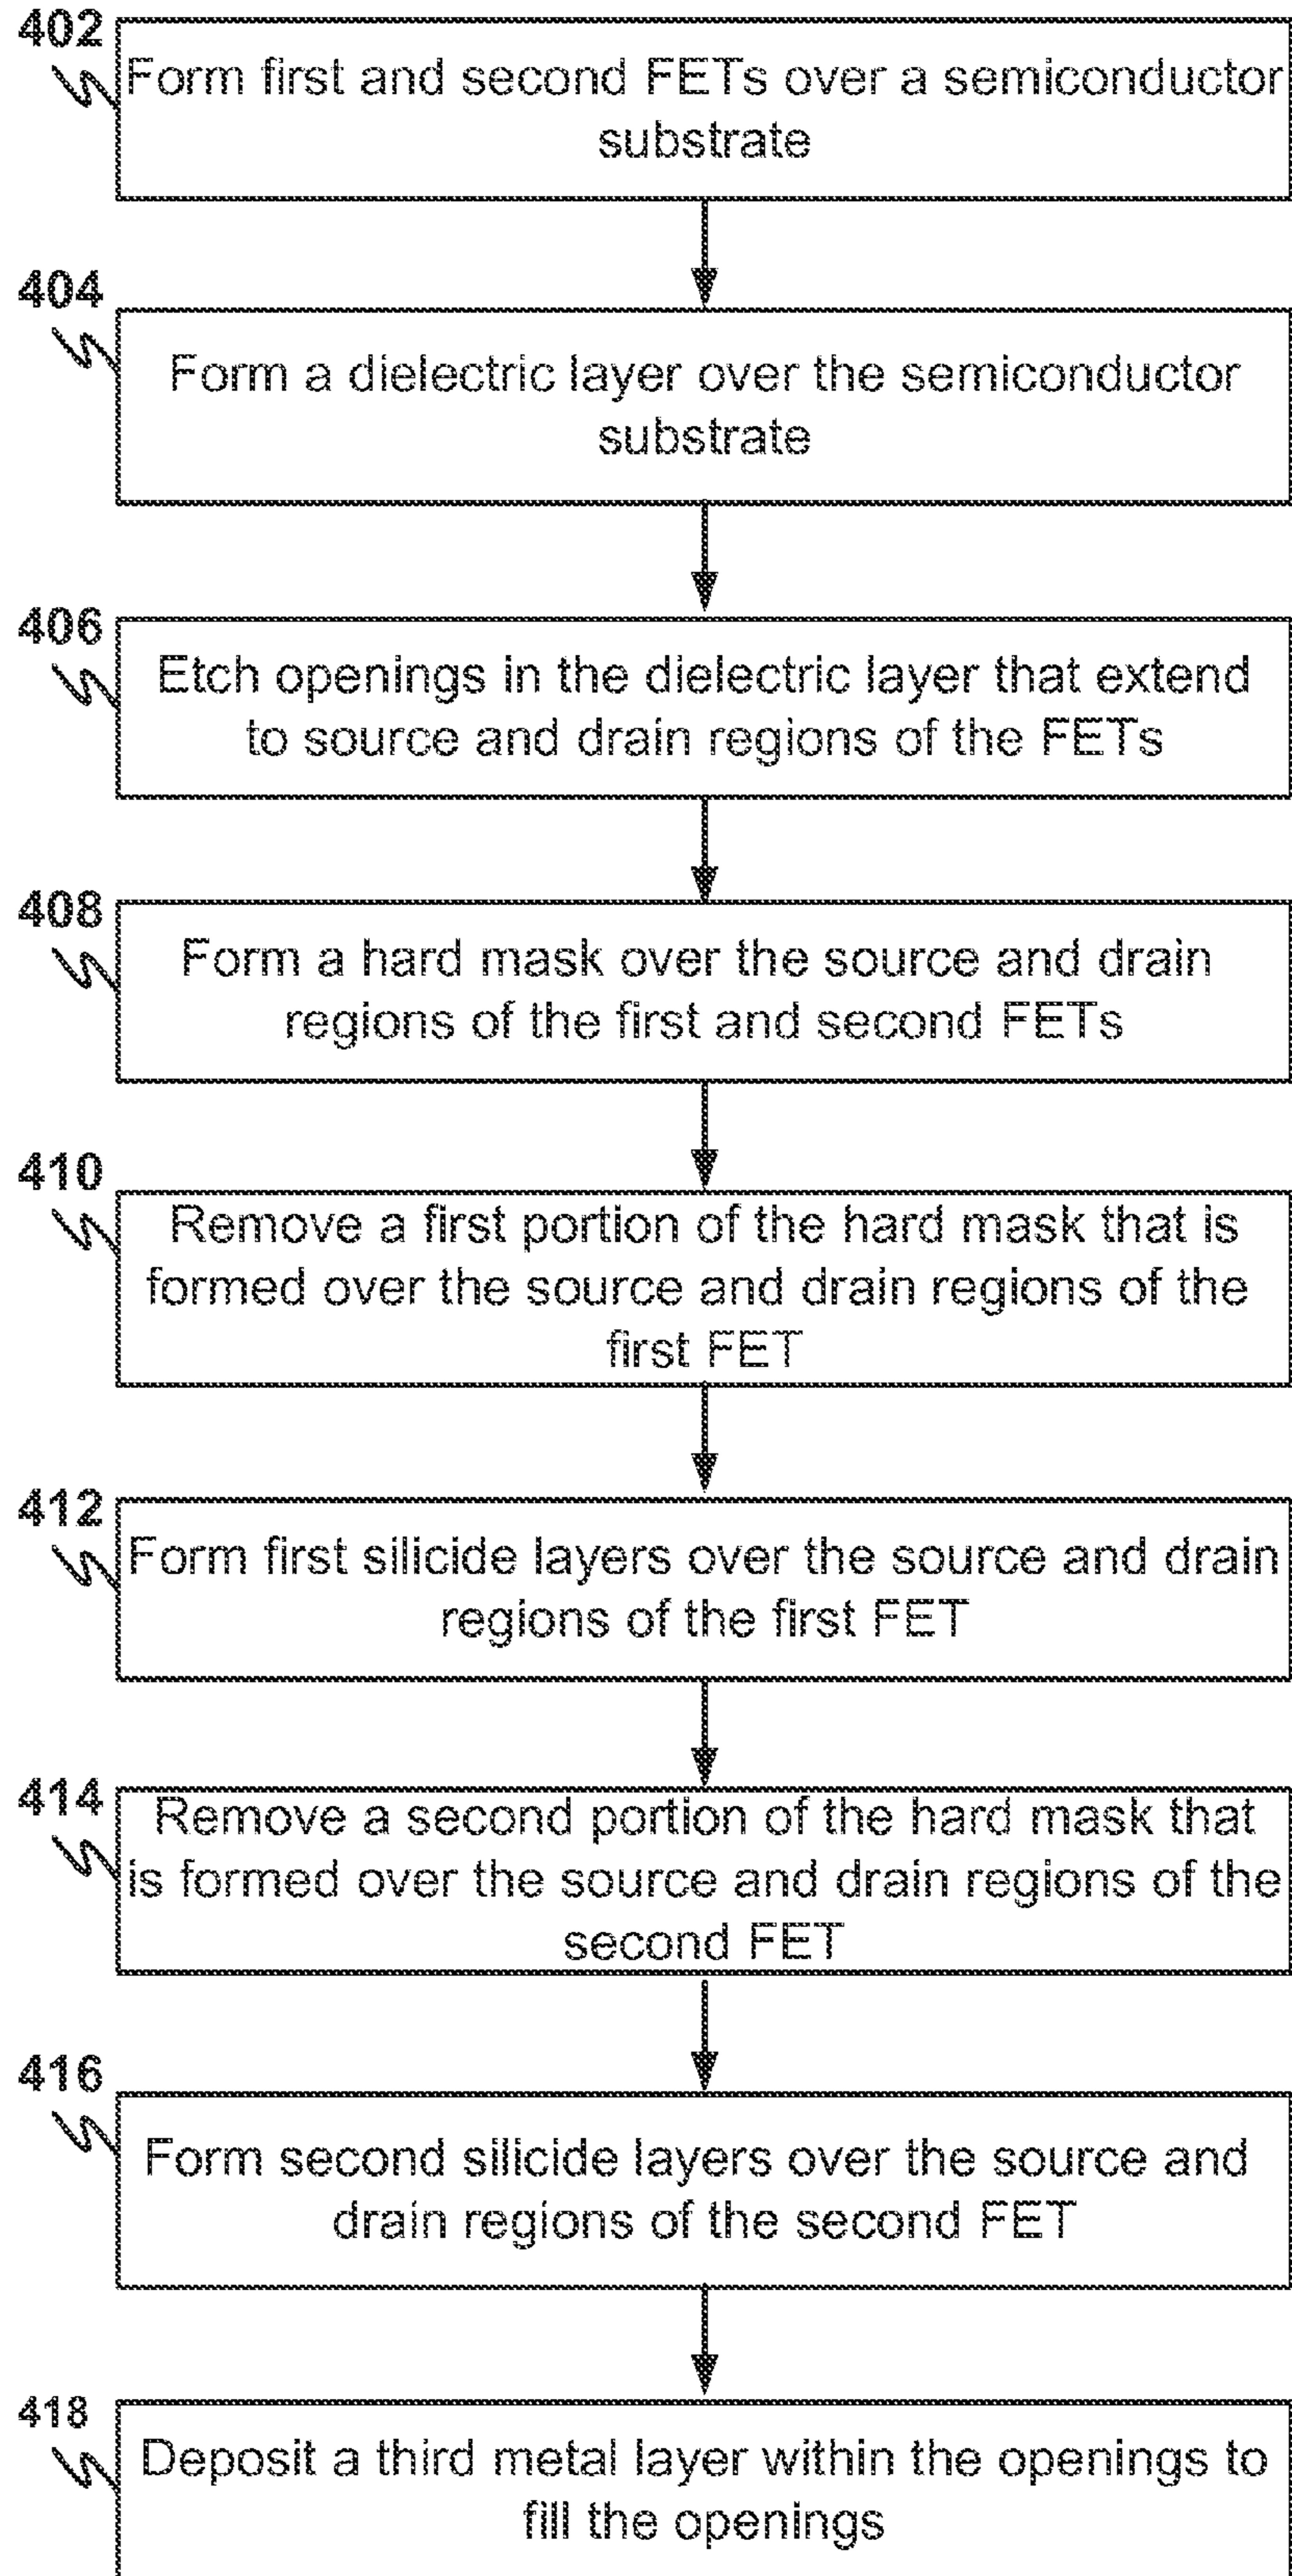 402
Form first and second FETs over a semiconductor
substrate
404
Form a dielectric layer over the semiconductor
substrate
406
Etch openings in the dielectric layer that extend
to source and drain regions of the FETs
408
Form a hard mask over the source and drain
regions of the first and second FETs
410
Remove a first portion of the hard mask that is
formed over the source and drain regions of the
first FET
412
Form first silicide layers over the source and drain
regions of the first FET
414
Remove a second portion of the hard mask that
is formed over the source and drain regions of the
second FET
416
Form second silicide layers over the source and
drain regions of the second FET
418
Deposit a third metal layer within the openings to
fill the openings